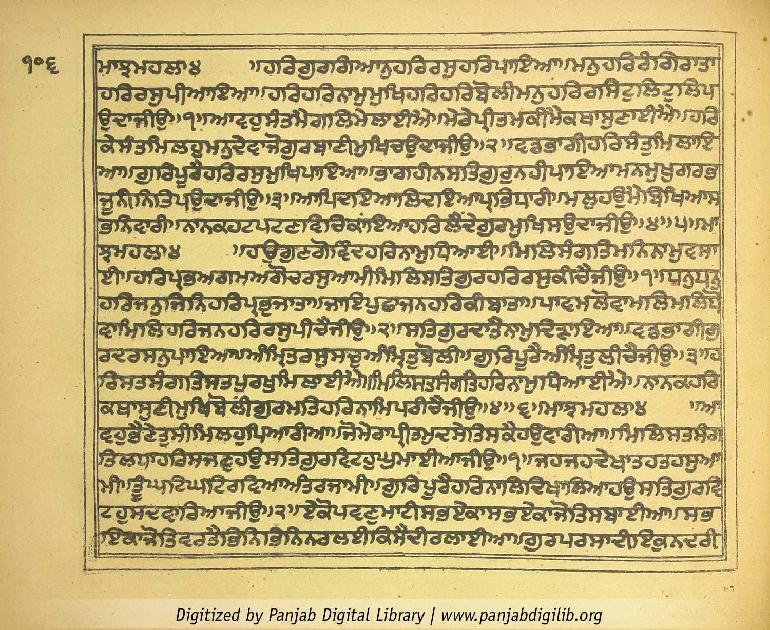 ੧੦੬
ਮਾਝਮਹਲਾ੪ ॥ਹਰਿਗੁਰਗਿਆਨੁਹਰਿਰਸੁਹਰਿਪਾਇਆ॥ਮਨੁਹਰਿਰੰਗਿਰਾਤਾ
ਹਰਿਰਸੁਪੀਆਇਆ॥ਹਰਿਹਰਿਨਾਮੁਮੁਖਿਹਰਿਹਰਿਬੋਲੀਮਨੁਹਰਿਰਸਿਟੁਲਿਟੁਲਿਪ
ਉਦਾਜੀਉ॥੧॥ਆਵਹੁਸੰਤਮੈਗਲਿਮੇਲਾਈਐ॥ਮੇਰੇਪ੍ਰੀਤਮਕੀਮੈਕਥਾਸੁਣਾਈਐ॥ਹਰਿ
ਕੇਸੰਤਮਿਲਹੁਮਨੁਦੇਵਾਜੋਗੁਰਬਾਣੀਮੁਖਿਚਉਦਾਜੀਉ॥੨॥ਵਡਭਾਗੀਹਰਿਸੰਤੁਮਿਲਾਇ
ਆ॥ਗੁਰਿਪੂਰੈਹਰਿਰਸੁਮੁਖਿਪਾਇਆ॥ਭਾਗਹੀਨਸਤਿਗੁਰੁਨਹੀਪਾਇਆਮਨਮੁਖੁਗਰਭ
ਜੂਨੀਨਿਤਿਪਉਦਾਜੀਉ॥੩॥ਆਪਿਦਇਆਲਿਦਇਆਪ੍ਰਭਿਧਾਰੀ॥ਮਲੁਹਉਮੈਬਿਖਿਆਸ
ਭਨਿਵਾਰੀ॥ਨਾਨਕਹਟਪਟਣਵਿਚਿਕਾਂਇਆਹਰਿਲੈਂਦੇਗੁਰਮੁਖਿਸਉਦਾਜੀਉ॥੪॥੫॥ਮਾ
ਝਮਹਲਾ੪ ॥ਹਉਗੁਣਗੋਵਿੰਦਹਰਿਨਾਮੁਧਿਆਈ॥ਮਿਲਿਸੰਗਤਿਮਨਿਨਾਮੁਵਸਾ
ਈ॥ਹਰਿਪ੍ਰਭਅਗਮਅਗੋਚਰਸੁਆਮੀਮਿਲਿਸਤਿਗੁਰਹਰਿਰਸੁਕੀਚੈਜੀਉ॥੧॥ਧਨੁਧਨੁ
ਹਰਿਜਨੁਜਿਨਿਹਰਿਪ੍ਰਭੁਜਾਤਾ॥ਜਾਇਪੁਛਾਜਨਹਰਿਕੀਬਾਤਾ॥ਪਾਵਮਲੋਵਾਮਲਿਮਲਿਧੋ
ਵਾਮਿਲਿਹਰਿਜਨਹਰਿਰਸੁਪੀਚੈਜੀਉ॥੨॥ਸਤਿਗੁਰਦਾਤੈਨਾਮੁਦਿੜਾਇਆ॥ਵਡਭਾਗੀਗੁ
ਰਦਰਸਨੁਪਾਇਆ॥ਅੰਮ੍ਰਿਤਰਸੁਸਚੁਅੰਮ੍ਰਿਤੁਬੋਲੀ॥ਗੁਰਿਪੂਰੈਅੰਮ੍ਰਿਤੁਲੀਚੈਜੀਉ॥੩॥ਹ
ਰਿਸਤਸੰਗਤਿਸਤਪੁਰਖੁਮਿਲਾਈਐ॥ਮਿਲਿਸਤਸੰਗਤਿਹਰਿਨਾਮੁਧਿਆਈਐ॥ਨਾਨਕਹਰਿ
ਕਥਾਸੁਣੀਮੁਖਿਬੋਲੀਗੁਰਮਤਿਹਰਿਨਾਮਿਪਰੀਚੈਜੀਉ॥੪॥੬॥ਮਾਝਮਹਲਾ੪ ॥ਆ
ਵਹੁਭੈਣੇਤੁਸੀਮਿਲਹੁਪਿਆਰੀਆ॥ਜੋਮੇਰਾਪ੍ਰੀਤਮੁਦਸੇਤਿਸਕੈਹਉਵਾਰੀਆ॥ਮਿਲਿਸਤਸੰਗ
ਤਿਲਧਾਹਰਿਸਜਣੁਹਉਸਤਿਗੁਰਵਿਟਹੁਘੁਮਾਈਆਜੀਉ॥੧॥ਜਹਜਹਦੇਖਾਤਹਤਹਸੁਆ
ਮੀ॥ਤੂਘਟਿਘਟਿਰਵਿਆਅੰਤਰਜਾਮੀ॥ਗੁਰਿਪੂਰੈਹਰਿਨਾਲਿਦਿਖਾਲਿਆਹਉਸਤਿਗੁਰਵਿ
ਟਹੁਸਦਵਾਰਿਆਜੀਉ॥੨॥ਏਕੋਪਵਣੁਮਾਟੀਸਭਏਕਾਸਭਏਕਾਜੋਤਿਸਬਾਈਆ॥ਸਭ
ਇਕਾਜੋਤਿਵਰਤੈਭਿਨਿਭਿਨਿਨਰਲਈਕਿਸੈਦੀਰਲਾਈਆ॥ਗੁਰਪਰਸਾਦੀਇਕੁਨਦਰੀ
Digitized by Panjab Digital Library | www.panjabdigilib.org